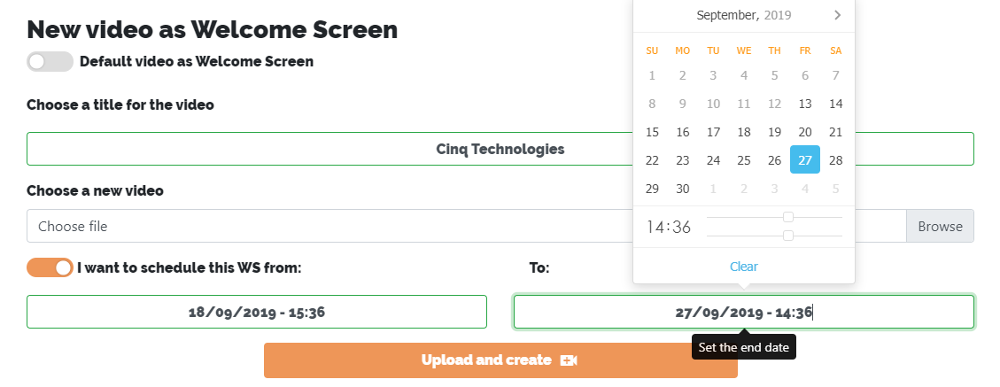 New video as Welcome Screen
Default video as Welcome Screen
Choose a title for the video
Cinq Technologies
Choose a new video
Choose file
Browse
I want to schedule this WS from:
To:
18/09/2019 - 15:36
27/09/2019 - 14:36
Set the end date
Upload and create
September, 2019
SU MO TU WE TH FR SA
1 2 3 4 5 6 7
8 9 10 11 12 13 14
15 16 17 18 19 20 21
22 23 24 25 26 27 28
29 30 1 2 3 4 5
14:36
Clear